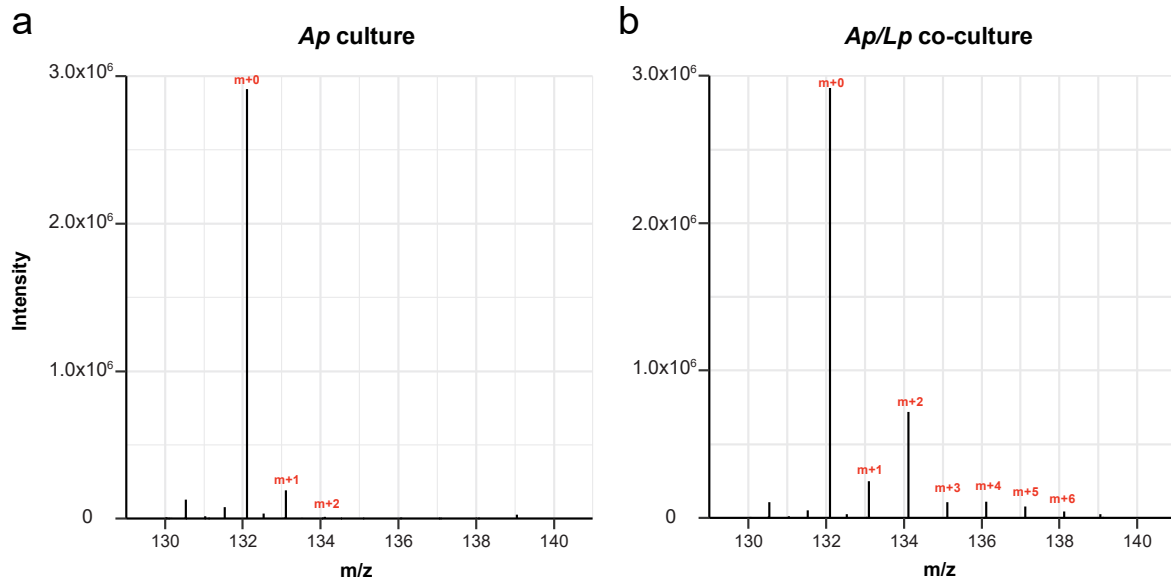 a
Ap culture
3.0x10⁶
2.0x10⁶
1.0x10⁶
0
Intensity
m+0
m+1
m+2
130 132 134 136 138 140
m/z
b
Ap/Lp co-culture
3.0x10⁶
2.0x10⁶
1.0x10⁶
0
m+0
m+1
m+2
m+3
m+4
m+5
m+6
130 132 134 136 138 140
m/z